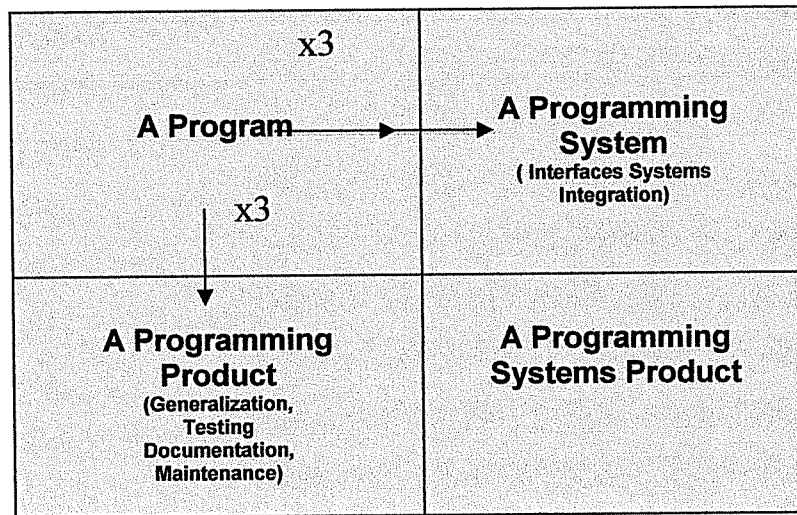 x3
A Program
A Programming
System
( Interfaces Systems
Integration)
x3
A Programming
Product
(Generalization,
Testing
Documentation,
Maintenance)
A Programming
Systems Product